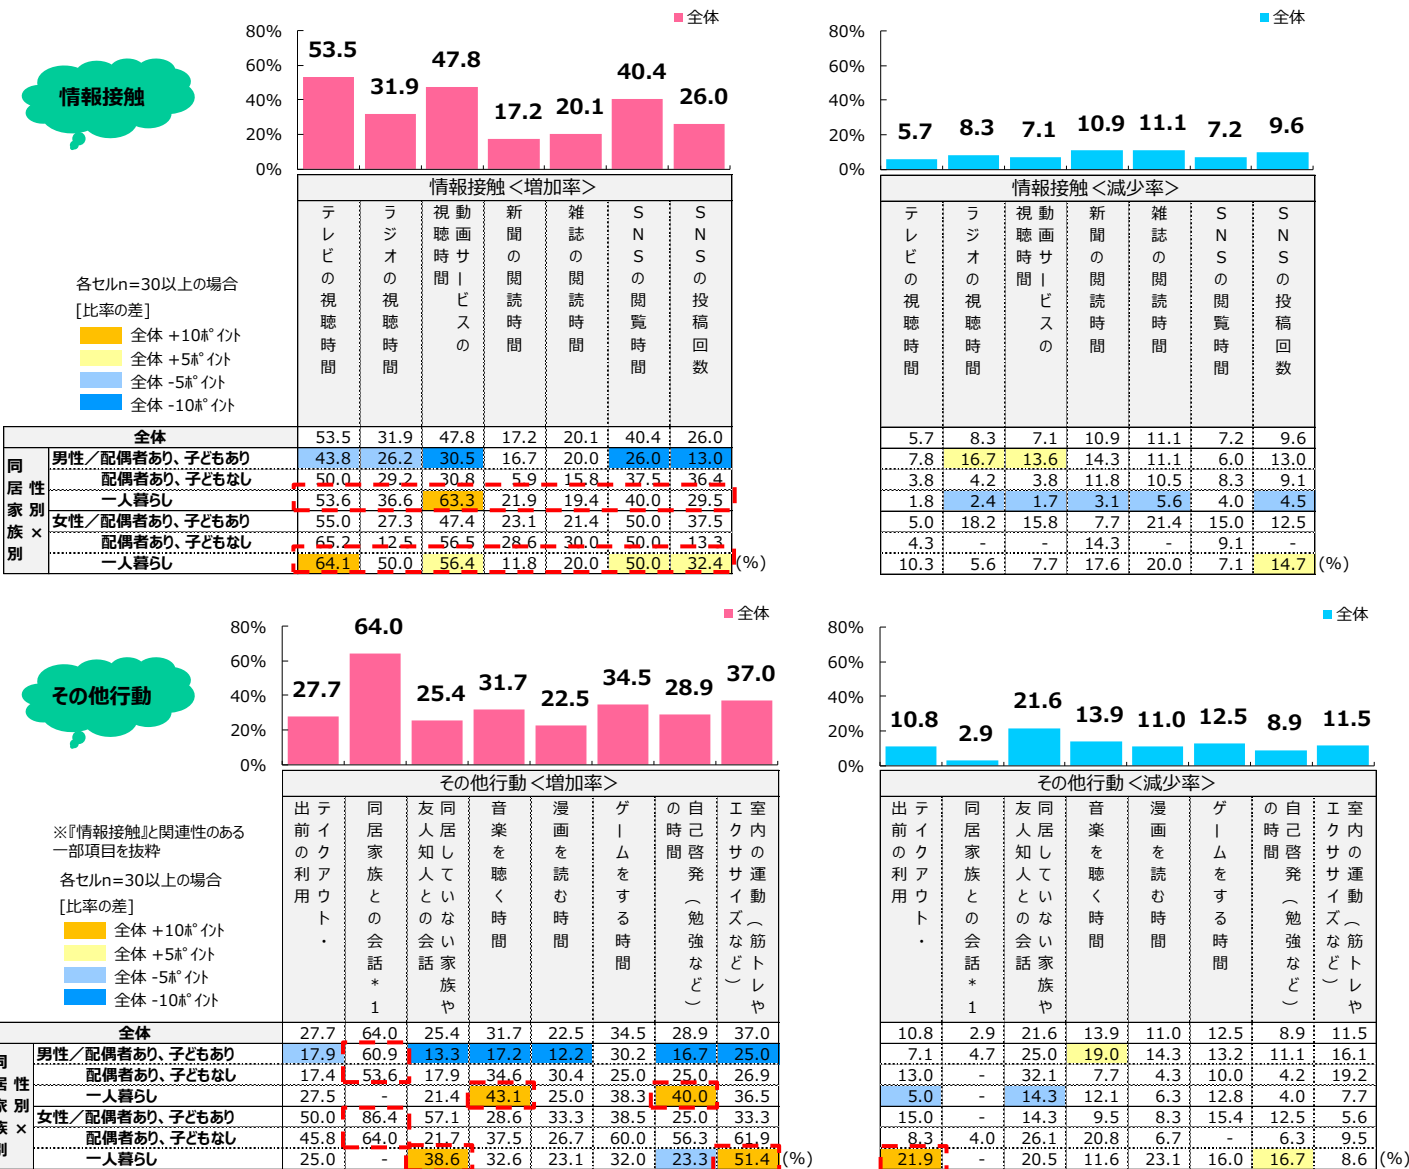 情報接触
■全体
80%
60%
40%
20%
0%
53.5 31.9 47.8 17.2 20.1 40.4 26.0
情報接触<増加率>
テレビの視聴時間
ラジオの視聴時間
動画サービスの視聴時間
新聞の閲読時間
雑誌の閲読時間
SNSの閲覧時間
SNSの投稿回数
■全体
80%
60%
40%
20%
0%
5.7 8.3 7.1 10.9 11.1 7.2 9.6
情報接触<減少率>
テレビの視聴時間
ラジオの視聴時間
動画サービスの視聴時間
新聞の閲読時間
雑誌の閲読時間
SNSの閲覧時間
SNSの投稿回数
各セルn=30以上の場合
[比率の差]
全体 +10ポイント
全体 +5ポイント
全体 -5ポイント
全体 -10ポイント
同居家族別×性別
全体 53.5 31.9 47.8 17.2 20.1 40.4 26.0 5.7 8.3 7.1 10.9 11.1 7.2 9.6
男性/配偶者あり、子どもあり 43.8 26.2 30.5 16.7 20.0 26.0 13.0 7.8 16.7 13.6 14.3 11.1 6.0 13.0
配偶者あり、子どもなし 50.0 29.2 30.8 5.9 15.8 37.5 36.4 3.8 4.2 3.8 11.8 10.5 8.3 9.1
一人暮らし 53.6 36.6 63.3 21.9 19.4 40.0 29.5 1.8 2.4 1.7 3.1 5.6 4.0 4.5
女性/配偶者あり、子どもあり 55.0 27.3 47.4 23.1 21.4 50.0 37.5 5.0 18.2 15.8 7.7 21.4 15.0 12.5
配偶者あり、子どもなし 65.2 12.5 56.5 28.6 30.0 50.0 13.3 4.3 - - 14.3 - 9.1 -
一人暮らし 64.1 50.0 56.4 11.8 20.0 50.0 32.4 (%) 10.3 5.6 7.7 17.6 20.0 7.1 14.7 (%)
その他行動
■全体
80%
60%
40%
20%
0%
27.7 64.0 25.4 31.7 22.5 34.5 28.9 37.0
その他行動<増加率>
テイクアウト・出前の利用
同居家族との会話*1
同居していない家族や友人知人との会話
音楽を聴く時間
漫画を読む時間
ゲームをする時間
自己啓発(勉強など)の時間
室内の運動(筋トレやエクササイズなど)
■全体
80%
60%
40%
20%
0%
10.8 2.9 21.6 13.9 11.0 12.5 8.9 11.5
その他行動<減少率>
テイクアウト・出前の利用
同居家族との会話*1
同居していない家族や友人知人との会話
音楽を聴く時間
漫画を読む時間
ゲームをする時間
自己啓発(勉強など)の時間
室内の運動(筋トレやエクササイズなど)
※『情報接触』と関連性のある
一部項目を抜粋
各セルn=30以上の場合
[比率の差]
全体 +10ポイント
全体 +5ポイント
全体 -5ポイント
全体 -10ポイント
同居家族別×性別
全体 27.7 64.0 25.4 31.7 22.5 34.5 28.9 37.0 10.8 2.9 21.6 13.9 11.0 12.5 8.9 11.5
男性/配偶者あり、子どもあり 17.9 60.9 13.3 17.2 12.2 30.2 16.7 25.0 7.1 4.7 25.0 19.0 14.3 13.2 11.1 16.1
配偶者あり、子どもなし 17.4 53.6 17.9 34.6 30.4 25.0 25.0 26.9 13.0 - 32.1 7.7 4.3 10.0 4.2 19.2
一人暮らし 27.5 - 21.4 43.1 25.0 38.3 40.0 36.5 5.0 - 14.3 12.1 6.3 12.8 4.0 7.7
女性/配偶者あり、子どもあり 50.0 86.4 57.1 28.6 33.3 38.5 25.0 33.3 15.0 - 14.3 9.5 8.3 15.4 12.5 5.6
配偶者あり、子どもなし 45.8 64.0 21.7 37.5 26.7 60.0 56.3 61.9 8.3 4.0 26.1 20.8 6.7 - 6.3 9.5
一人暮らし 25.0 - 38.6 32.6 23.1 32.0 23.3 51.4 (%) 21.9 - 20.5 11.6 23.1 16.0 16.7 8.6 (%)